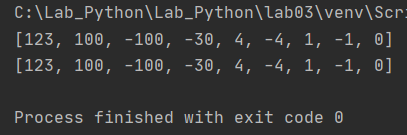 C:\Lab_Python\Lab_Python\lab03\venv\Scri
[123, 100, -100, -30, 4, -4, 1, -1, 0]
[123, 100, -100, -30, 4, -4, 1, -1, 0]
Process finished with exit code 0